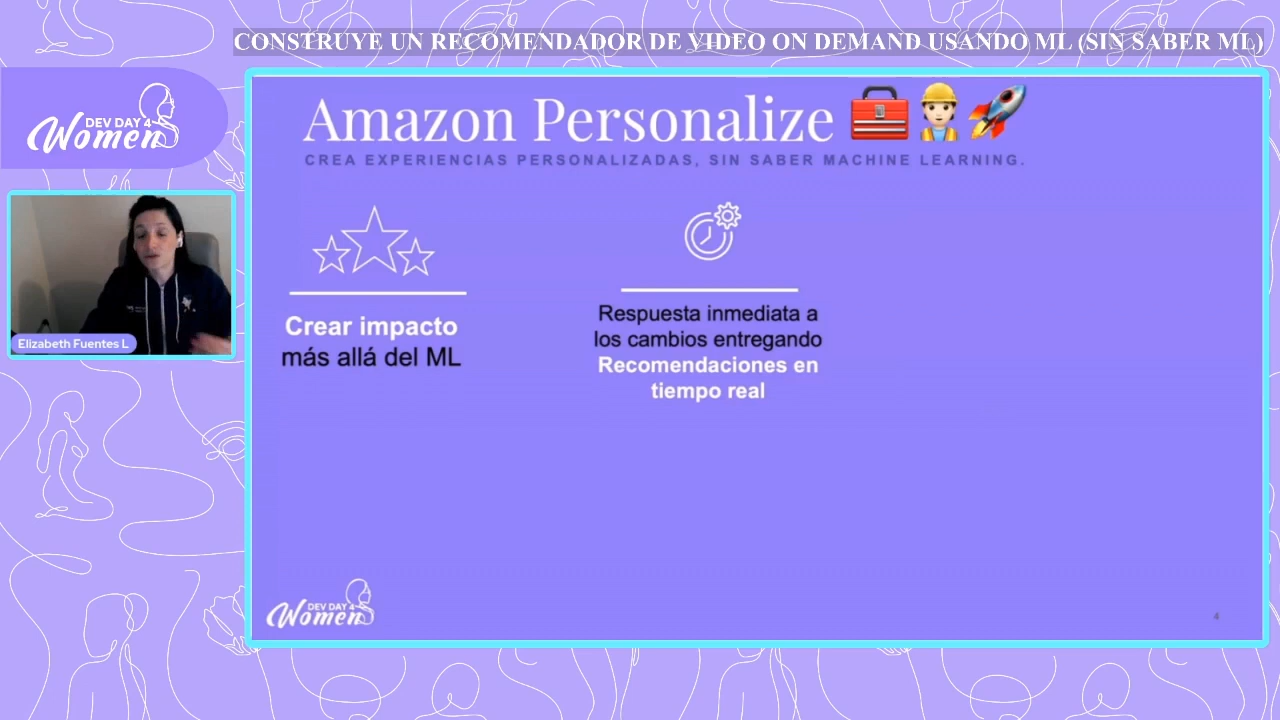 CONSTRUYE UN RECOMENDADOR DE VIDEO ON DEMAND USANDO ML (SIN SABER ML)
DEV DAY 4
Women
Elizabeth Fuentes L
Amazon Personalize
CREA EXPERIENCIAS PERSONALIZADAS, SIN SABER MACHINE LEARNING.
Crear impacto
más allá del ML
Respuesta inmediata a
los cambios entregando
Recomendaciones en
tiempo real
DEV DAY 4
Women
4